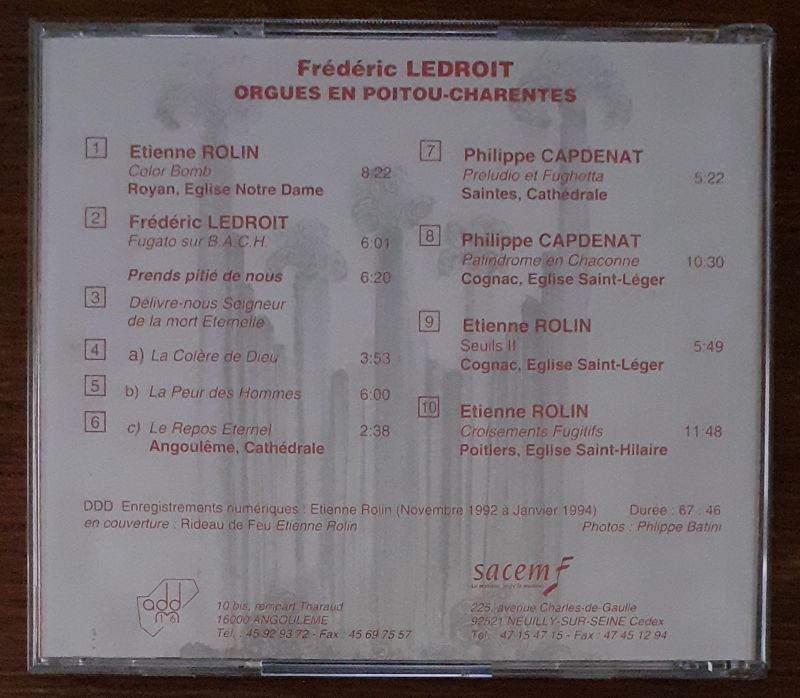 Frédéric LEDROIT
ORGUES EN POITOU-CHARENTES
1 Etienne ROLIN
Color Bomb 8:22
Royan, Eglise Notre Dame
2 Frédéric LEDROIT
Fugato sur B.A.C.H. 6:01
Prends pitié de nous 6:20
3 Délivre-nous Seigneur
de la mort Eternelle
4 a) La Colère de Dieu 3:53
5 b) La Peur des Hommes 6:00
6 c) Le Repos Eternel 2:38
Angoulême, Cathédrale
7 Philippe CAPDENAT
Preludio et Fughetta 5:22
Saintes, Cathédrale
8 Philippe CAPDENAT
Palindrome en Chaconne 10:30
Cognac, Eglise Saint-Léger
9 Etienne ROLIN
Seuils II 5:49
Cognac, Eglise Saint-Léger
10 Etienne ROLIN
Croisements Fugitifs 11:48
Poitiers, Eglise Saint-Hilaire
DDD Enregistrements numériques : Etienne Rolin (Novembre 1992 à Janvier 1994) Durée : 67 : 46
en couverture : Rideau de Feu Etienne Rolin Photos : Phlippe Batini
add
(16)
10 bis, rempart Tharaud
16000 ANGOULEME
Tél. : 45 92 93 72 - Fax : 45 69 75 57
sacem
225, avenue Charles-de-Gaulle
92521 NEUILLY-SUR-SEINE Cedex
Tél. : 47 15 47 15 - Fax : 47 45 12 94